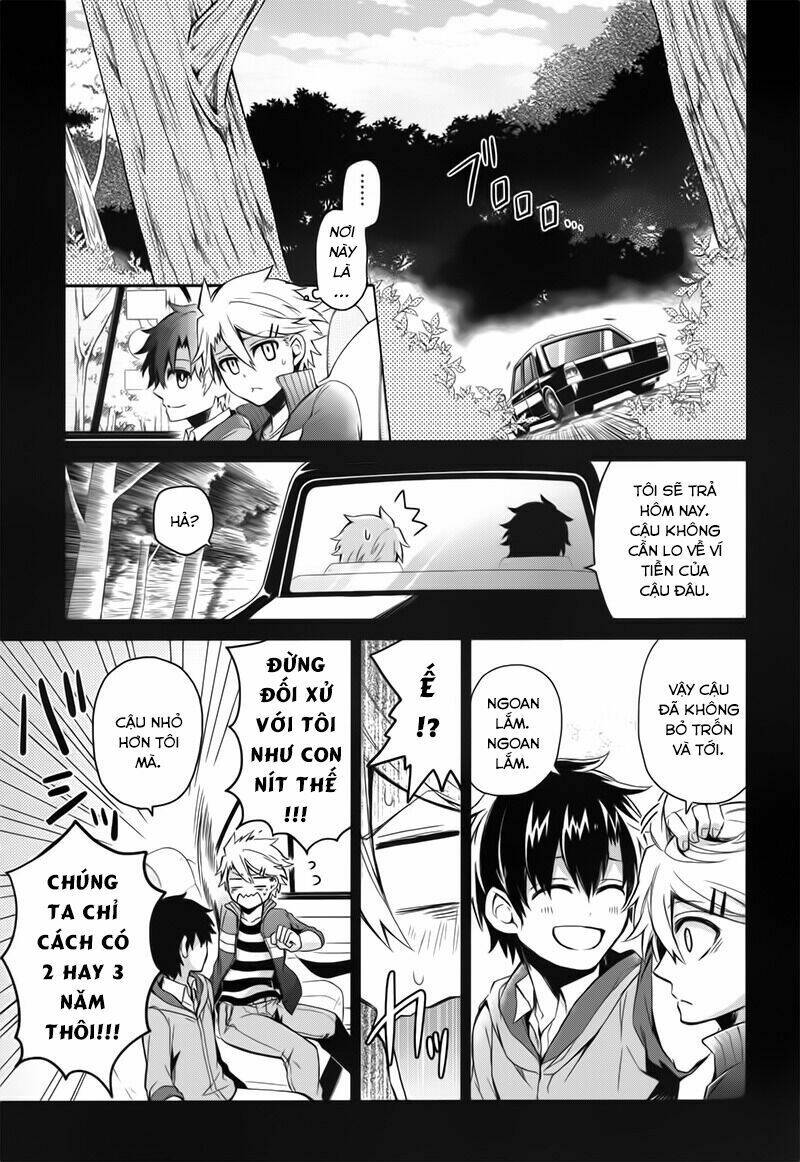 ブロロロ…
……
NƠI
NÀY
LÀ
...
TÔI SẼ TRẢ
HÔM NAY.
CẬU KHÔNG
CẦN LO VỀ VÍ
TIỀN CỦA
CẬU ĐÂU.
HẢ?
VẬY CẬU
ĐÃ KHÔNG
BỎ TRỐN
VÀ TỚI.
NGOAN
LẮM.
NGOAN
LẮM.
Ế
!?
ĐỪNG
ĐỐI XỬ
VỚI TÔI
NHƯ CON
NÍT THẾ
!!!
CẬU NHỎ
HƠN TÔI
MÀ.
CHÚNG
TA CHỈ
CÁCH CÓ
2 HAY 3
NĂM
THÔI!!!